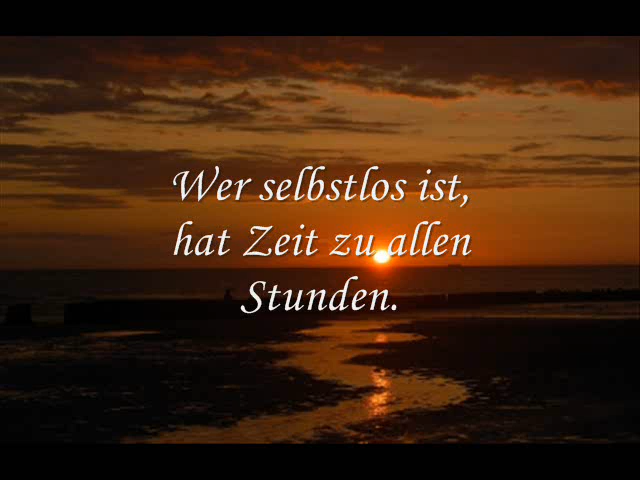 Wer selbstlos ist,
hat Zeit zu allen
Stunden.